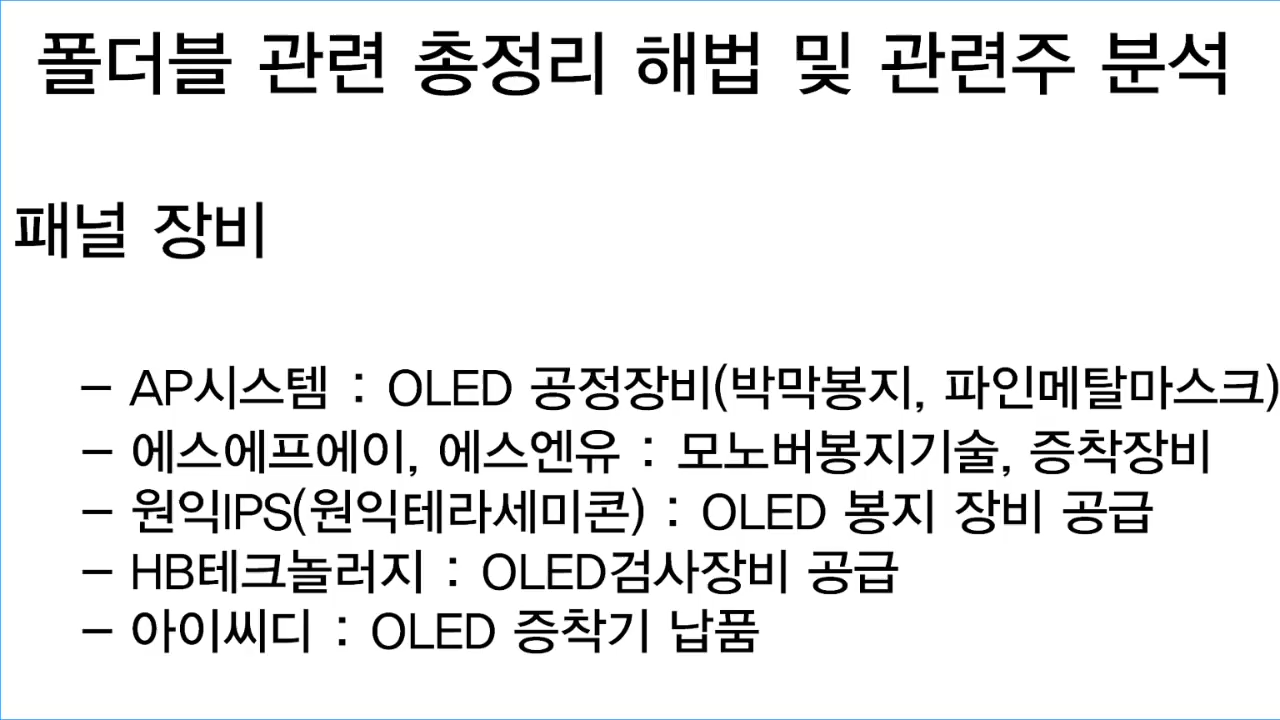 폴더블 관련 총정리 해법 및 관련주 분석
패널 장비
– AP시스템 : OLED 공정장비(박막봉지, 파인메탈마스크)
– 에스에프에이, 에스엔유 : 모노버봉지기술, 증착장비
– 원익IPS(원익테라세미콘) : OLED 봉지 장비 공급
– HB테크놀러지 : OLED검사장비 공급
– 아이씨디 : OLED 증착기 납품